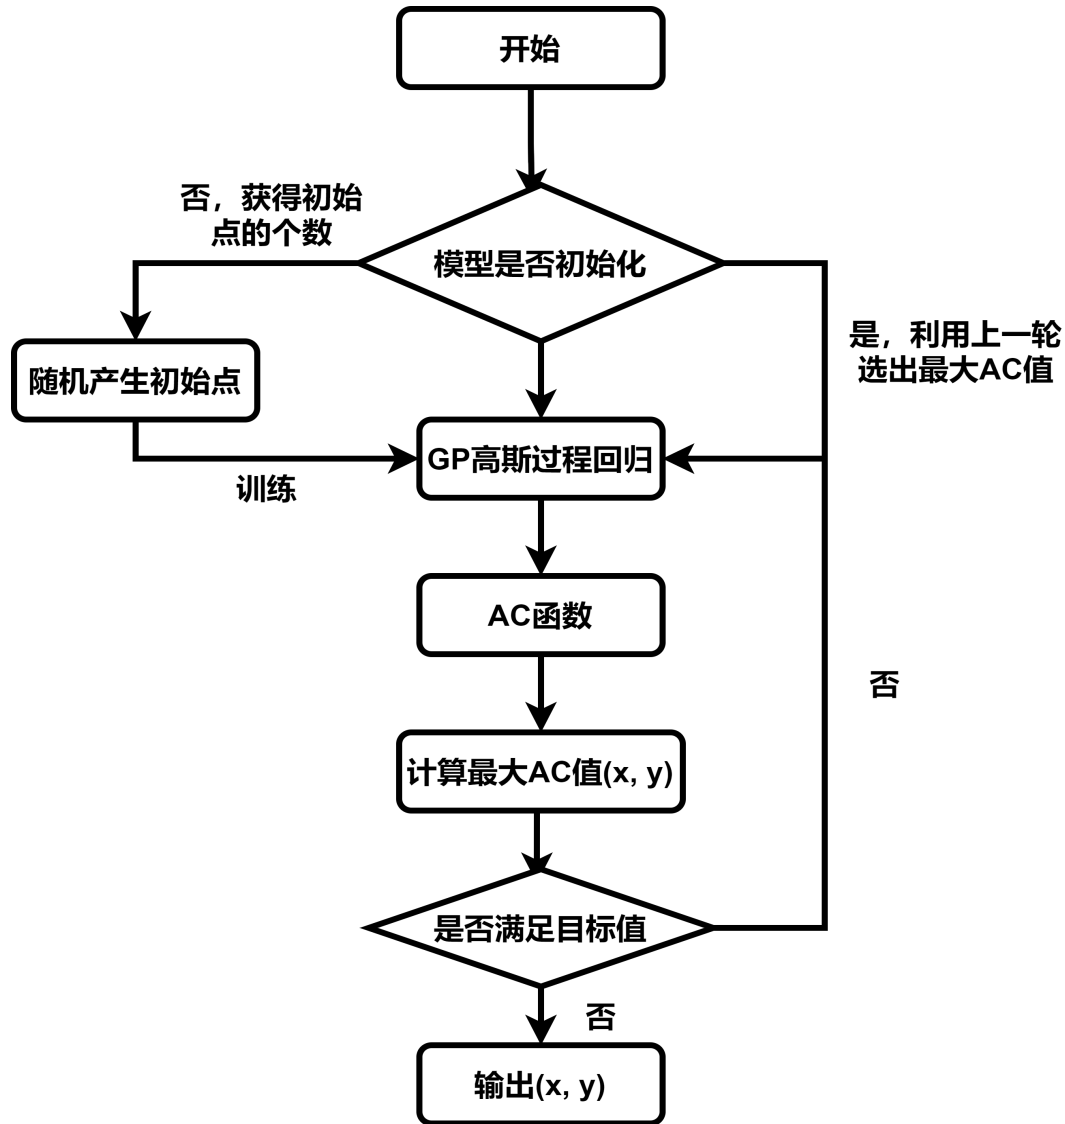 开始
否，获得初始
点的个数
模型是否初始化
是，利用上一轮
选出最大AC值
随机产生初始点
GP高斯过程回归
训练
AC函数
否
计算最大AC值(x, y)
是否满足目标值
否
输出(x, y)